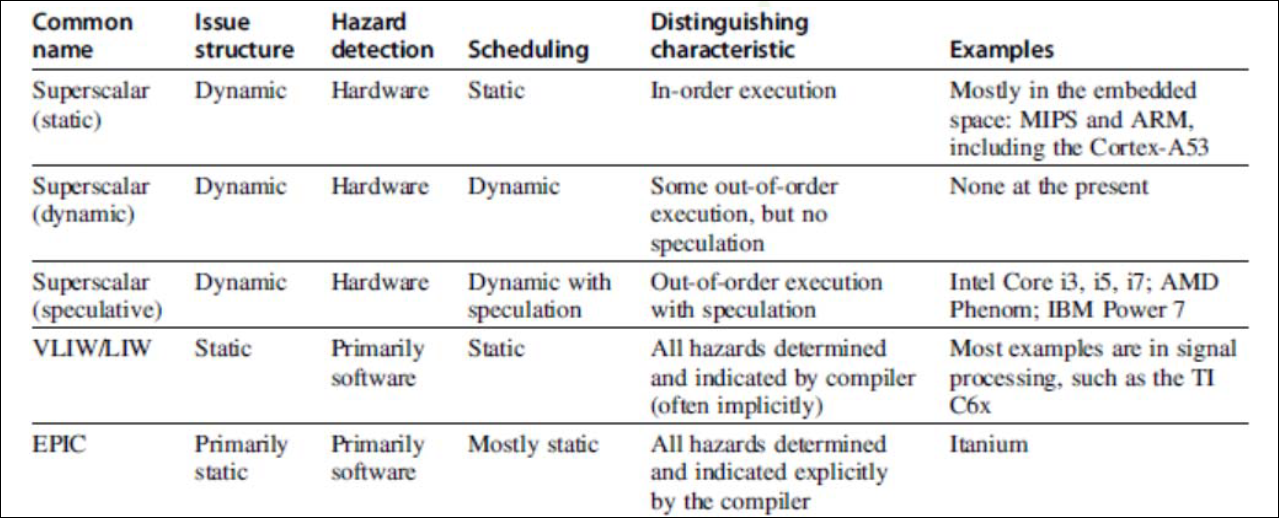 Common name Issue structure Hazard detection Scheduling Distinguishing characteristic Examples
Superscalar (static) Dynamic Hardware Static In-order execution Mostly in the embedded space: MIPS and ARM, including the Cortex-A53
Superscalar (dynamic) Dynamic Hardware Dynamic Some out-of-order execution, but no speculation None at the present
Superscalar (speculative) Dynamic Hardware Dynamic with speculation Out-of-order execution with speculation Intel Core i3, i5, i7; AMD Phenom; IBM Power 7
VLIW/LIW Static Primarily software Static All hazards determined and indicated by compiler (often implicitly) Most examples are in signal processing, such as the TI C6x
EPIC Primarily static Primarily software Mostly static All hazards determined and indicated explicitly by the compiler Itanium